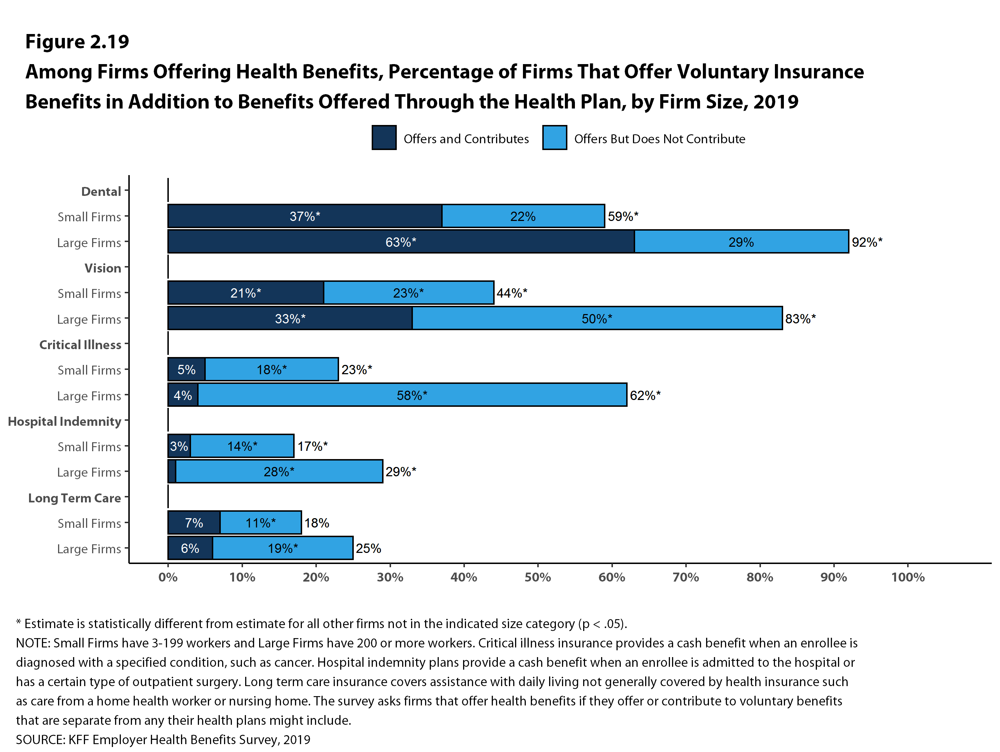 Figure 2.19
Among Firms Offering Health Benefits, Percentage of Firms That Offer Voluntary Insurance
Benefits in Addition to Benefits Offered Through the Health Plan, by Firm Size, 2019
Offers and Contributes Offers But Does Not Contribute
Dental
Small Firms 37%* 22% 59%*
Large Firms 63%* 29% 92%*
Vision
Small Firms 21%* 23%* 44%*
Large Firms 33%* 50%* 83%*
Critical Illness
Small Firms 5% 18%* 23%*
Large Firms 4% 58%* 62%*
Hospital Indemnity
Small Firms 3% 14%* 17%*
Large Firms 28%* 29%*
Long Term Care
Small Firms 7% 11%* 18%
Large Firms 6% 19%* 25%
0% 10% 20% 30% 40% 50% 60% 70% 80% 90% 100%
* Estimate is statistically different from estimate for all other firms not in the indicated size category (p < .05).
NOTE: Small Firms have 3-199 workers and Large Firms have 200 or more workers. Critical illness insurance provides a cash benefit when an enrollee is
diagnosed with a specified condition, such as cancer. Hospital indemnity plans provide a cash benefit when an enrollee is admitted to the hospital or
has a certain type of outpatient surgery. Long term care insurance covers assistance with daily living not generally covered by health insurance such
as care from a home health worker or nursing home. The survey asks firms that offer health benefits if they offer or contribute to voluntary benefits
that are separate from any their health plans might include.
SOURCE: KFF Employer Health Benefits Survey, 2019